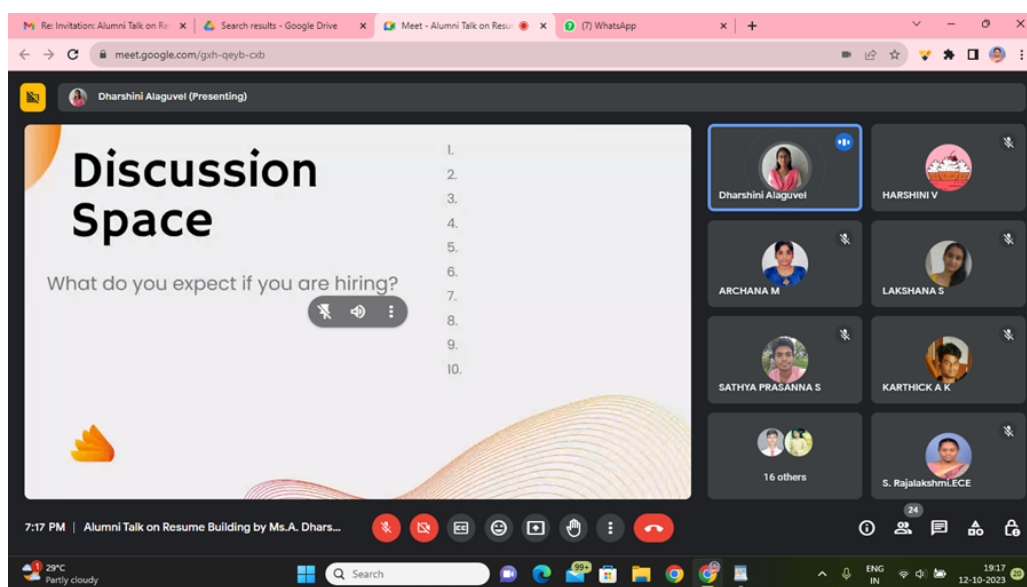 Re: Invitation: Alumni Talk on Re
Search results - Google Drive
Meet - Alumni Talk on Resu
(7) WhatsApp
meet.google.com/gxh-qeyb-cxb
Dharshini Alaguvel (Presenting)
Discussion
Space
What do you expect if you are hiring?
1.
2.
3.
4.
5.
6.
7.
8.
9.
10.
Dharshini Alaguvel
HARSHINI V
ARCHANA M
LAKSHANA S
SATHYA PRASANNA S
KARTHICK A K
16 others
S. Rajalakshmi.ECE
7:17 PM | Alumni Talk on Resume Building by Ms.A. Dhars...
24
1
29°C
Partly cloudy
Search
99+
ENG
IN
19:17
12-10-2023
20